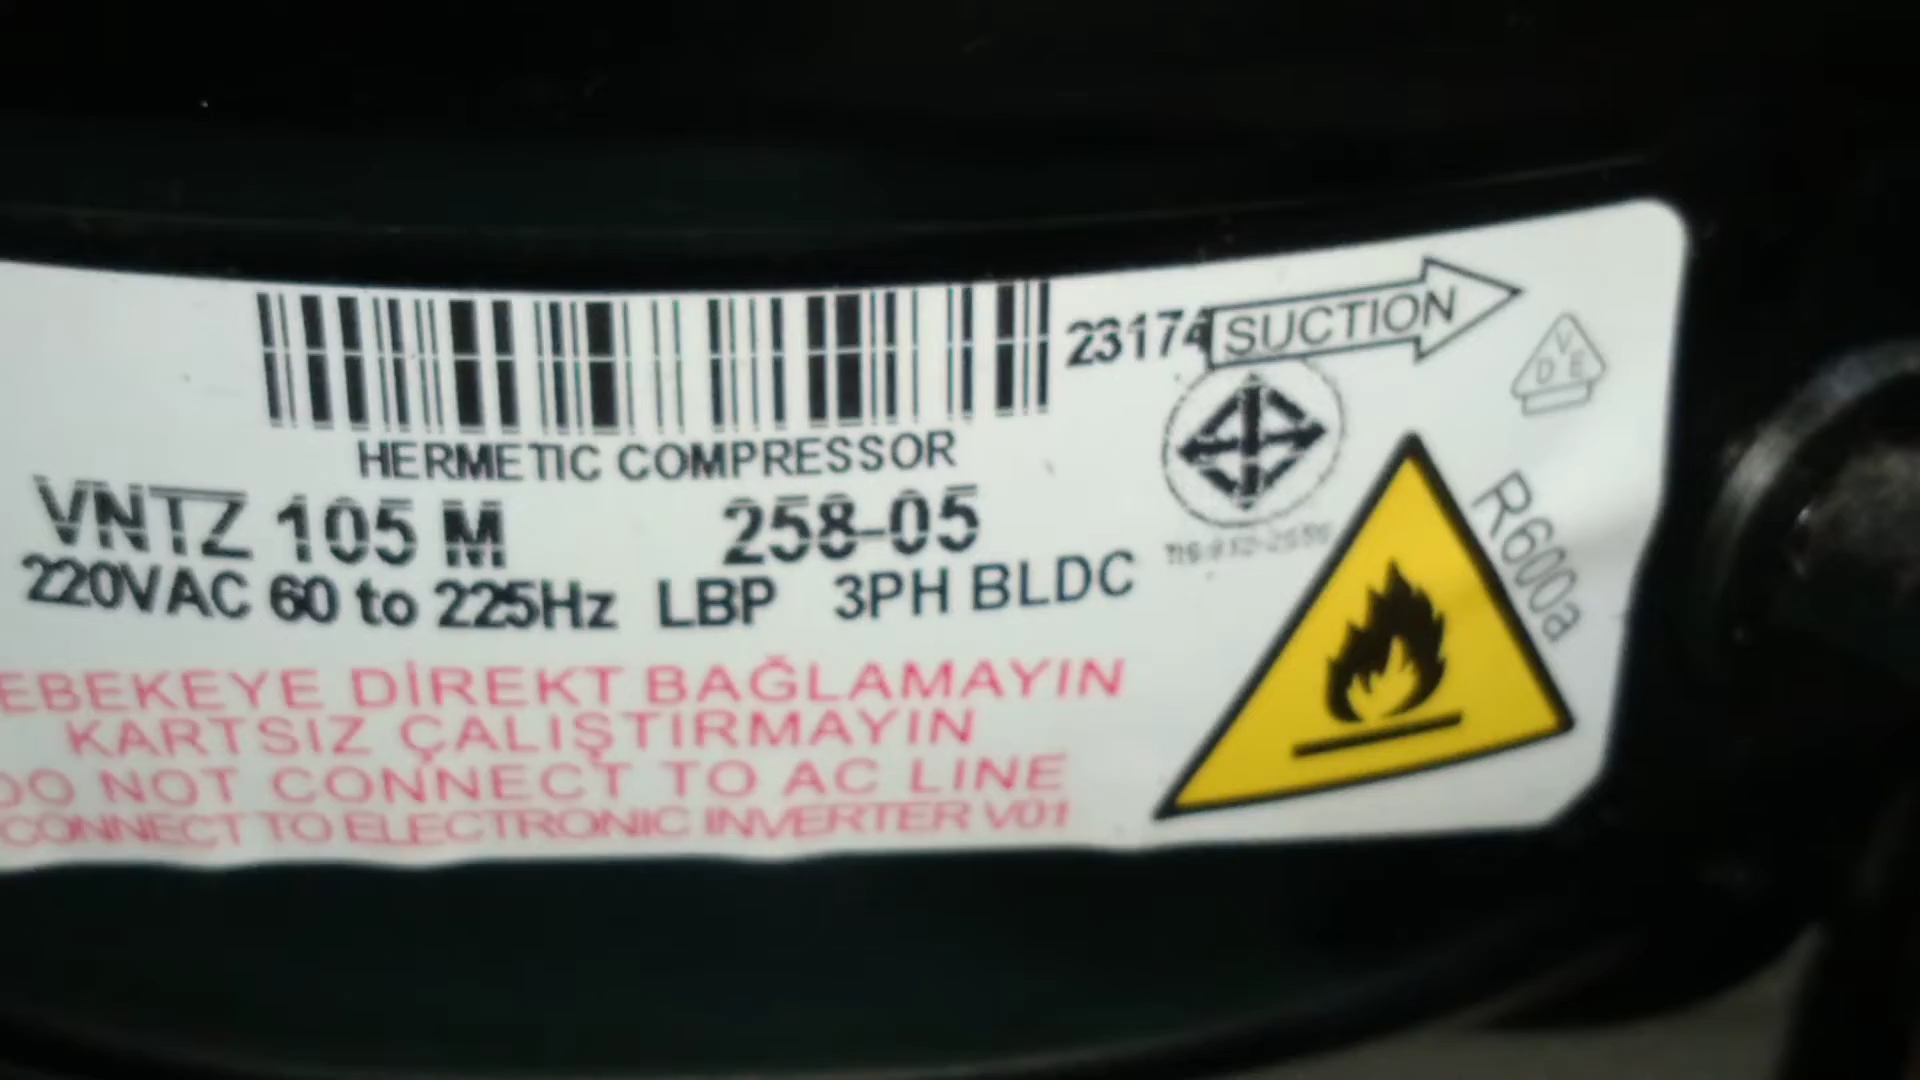 23174
SUCTION
V
D E
HERMETIC COMPRESSOR
VNTZ 105 M 258-05
220VAC 60 to 225Hz LBP 3PH BLDC
R600a
EBEKEYE DİREKT BAĞLAMAYIN
KARTSIZ ÇALIŞTIRMAYIN
DO NOT CONNECT TO AC LINE
CONNECT TO ELECTRONIC INVERTER V01